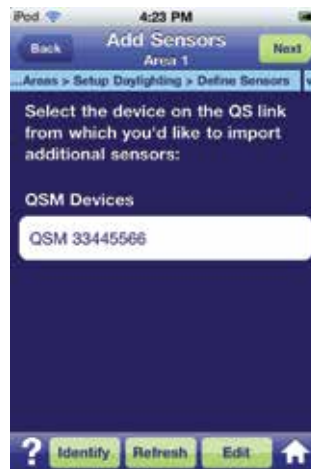 iPod 4:23 PM
Back Add Sensors Next
Area 1
...Areas > Setup Daylighting > Define Sensors
Select the device on the QS link
from which you'd like to import
additional sensors:
QSM Devices
QSM 33445566
? Identify Refresh Edit